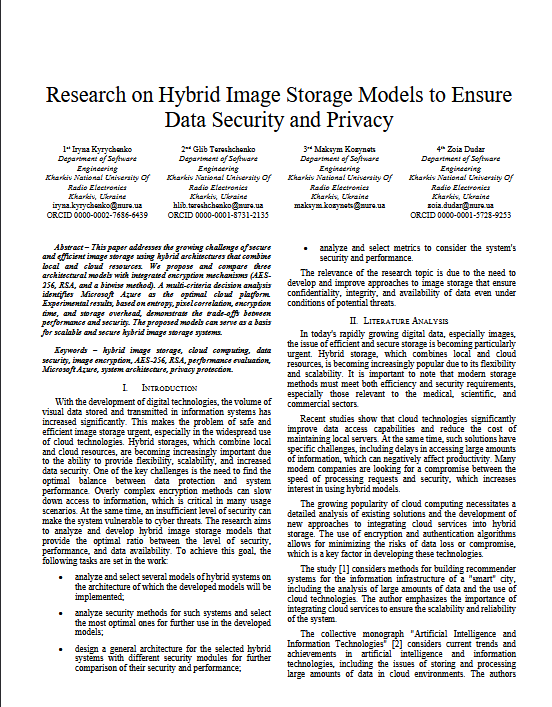 Research on Hybrid Image Storage Models to Ensure
Data Security and Privacy
1st Iryna Kyrychenko
Department of Software
Engineering
Kharkiv National University Of
Radio Electronics
Kharkiv, Ukraine
iryna.kyrychenko@nure.ua
ORCID 0000-0002-7686-6439
2nd Glib Tereshchenko
Department of Software
Engineering
Kharkiv National University Of
Radio Electronics
Kharkiv, Ukraine
hlib.tereshchenko@nure.ua
ORCID 0000-0001-8731-2135
3rd Maksym Kozynets
Department of Software
Engineering
Kharkiv National University Of
Radio Electronics
Kharkiv, Ukraine
maksym.kozynets@nure.ua
4th Zoia Dudar
Department of Software
Engineering
Kharkiv National University Of
Radio Electronics
Kharkiv, Ukraine
zoia.dudar@nure.ua
ORCID 0000-0001-5728-9253
Abstract – This paper addresses the growing challenge of secure
and efficient image storage using hybrid architectures that combine
local and cloud resources. We propose and compare three
architectural models with integrated encryption mechanisms (AES-
256, RSA, and a bitwise method). A multi-criteria decision analysis
identifies Microsoft Azure as the optimal cloud platform.
Experimental results, based on entropy, pixel correlation, encryption
time, and storage overhead, demonstrate the trade-offs between
performance and security. The proposed models can serve as a basis
for scalable and secure hybrid image storage systems.
Keywords – hybrid image storage, cloud computing, data
security, image encryption, AES-256, RSA, performance evaluation,
Microsoft Azure, system architecture, privacy protection.
I. INTRODUCTION
With the development of digital technologies, the volume of
visual data stored and transmitted in information systems has
increased significantly. This makes the problem of safe and
efficient image storage urgent, especially in the widespread use
of cloud technologies. Hybrid storages, which combine local
and cloud resources, are becoming increasingly important due
to the ability to provide flexibility, scalability, and increased
data security. One of the key challenges is the need to find the
optimal balance between data protection and system
performance. Overly complex encryption methods can slow
down access to information, which is critical in many usage
scenarios. At the same time, an insufficient level of security can
make the system vulnerable to cyber threats. The research aims
to analyze and develop hybrid image storage models that
provide the optimal ratio between the level of security,
performance, and data availability. To achieve this goal, the
following tasks are set in the work:
• analyze and select several models of hybrid systems on
the architecture of which the developed models will be
implemented;
• analyze security methods for such systems and select
the most optimal ones for further use in the developed
models;
• design a general architecture for the selected hybrid
systems with different security modules for further
comparison of their security and performance;
• analyze and select metrics to consider the system's
security and performance.
The relevance of the research topic is due to the need to
develop and improve approaches to image storage that ensure
confidentiality, integrity, and availability of data even under
conditions of potential threats.
II. LITERATURE ANALYSIS
In today's rapidly growing digital data, especially images,
the issue of efficient and secure storage is becoming particularly
urgent. Hybrid storage, which combines local and cloud
resources, is becoming increasingly popular due to its flexibility
and scalability. It is important to note that modern storage
methods must meet both efficiency and security requirements,
especially those relevant to the medical, scientific, and
commercial sectors.
Recent studies show that cloud technologies significantly
improve data access capabilities and reduce the cost of
maintaining local servers. At the same time, such solutions have
specific challenges, including delays in accessing large amounts
of information, which can negatively affect productivity. Many
modern companies are looking for a compromise between the
speed of processing requests and security, which increases
interest in using hybrid models.
The growing popularity of cloud computing necessitates a
detailed analysis of existing solutions and the development of
new approaches to integrating cloud services into hybrid
storage. The use of encryption and authentication algorithms
allows for minimizing the risks of data loss or compromise,
which is a key factor in developing these technologies.
The study [1] considers methods for building recommender
systems for the information infrastructure of a "smart" city,
including the analysis of large amounts of data and the use of
cloud technologies. The author emphasizes the importance of
integrating cloud services to ensure the scalability and reliability
of the system.
The collective monograph "Artificial Intelligence and
Information Technologies" [2] considers current trends and
achievements in artificial intelligence and information
technologies, including the issues of storing and processing
large amounts of data in cloud environments. The authors